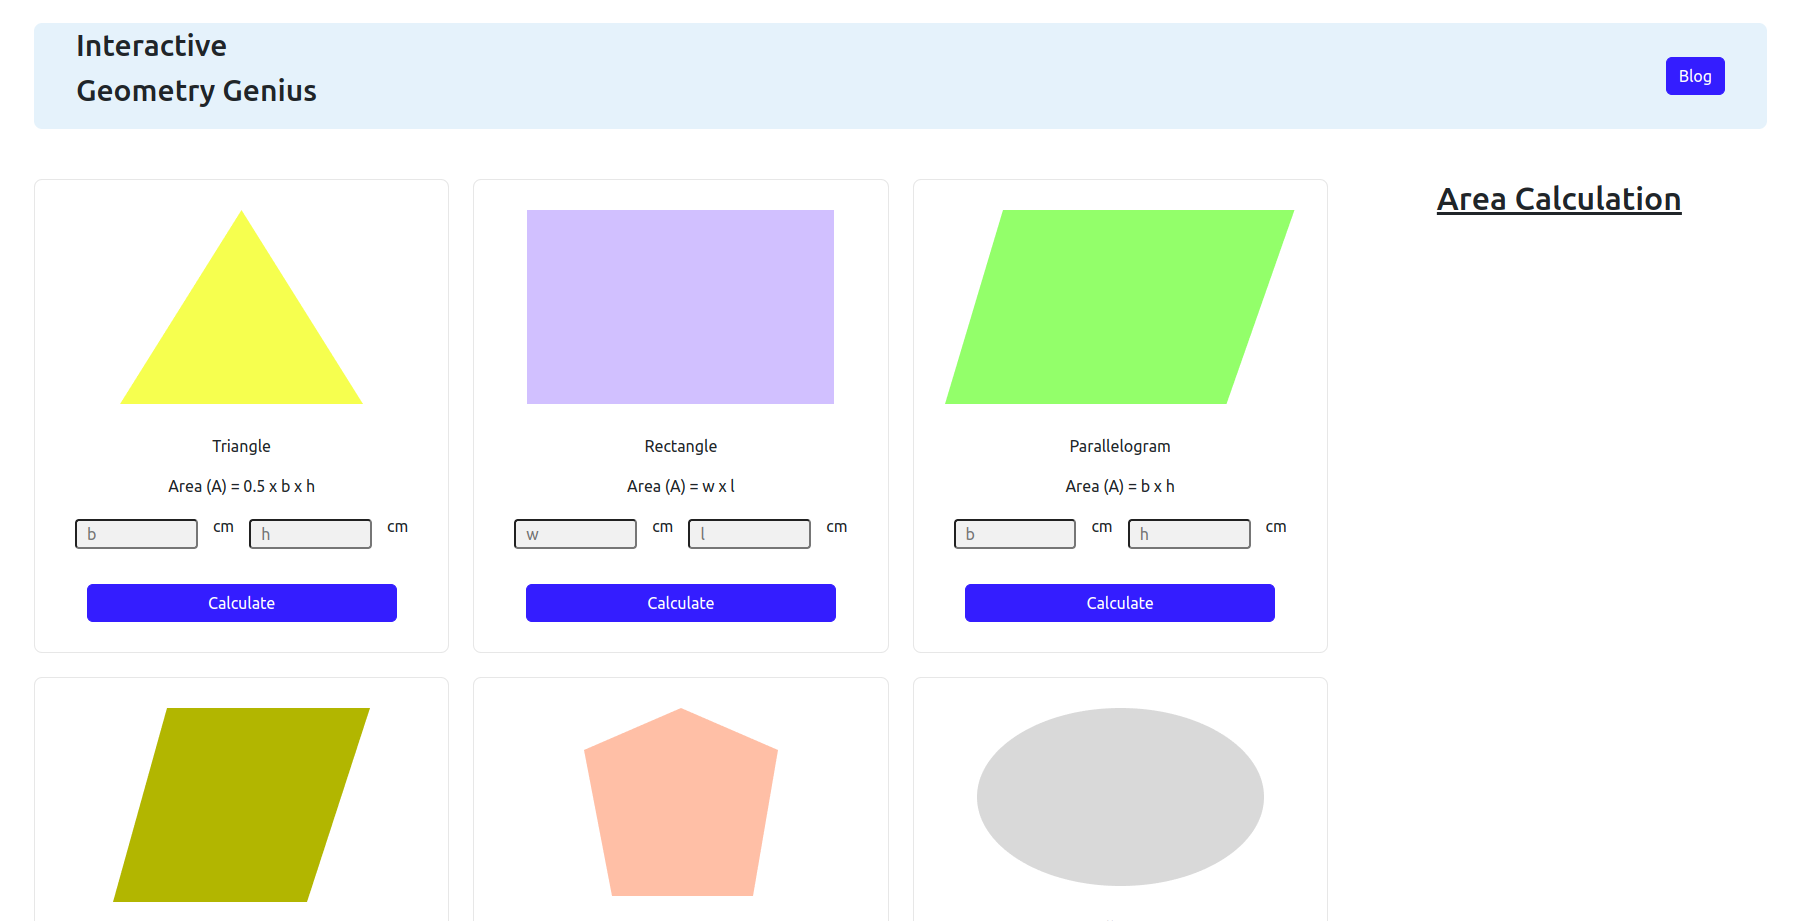 Interactive
Geometry Genius
Blog
Area Calculation
Triangle
Area (A) = 0.5 x b x h
b cm h cm
Calculate
Rectangle
Area (A) = w x l
w cm l cm
Calculate
Parallelogram
Area (A) = b x h
b cm h cm
Calculate